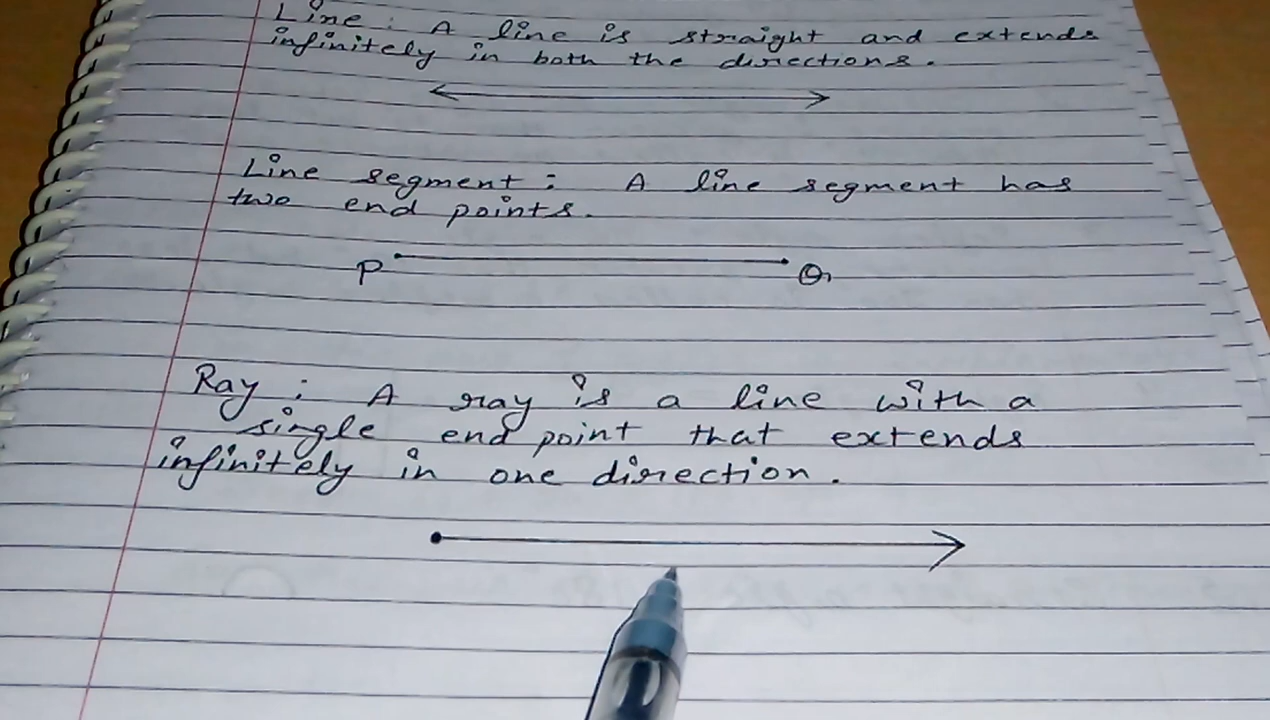 Line : A line is straight and extends
infinitely in both the directions.
Line segment : A line segment has
two end points.
P Q
Ray : A ray is a line with a
single end point that extends
infinitely in one direction.